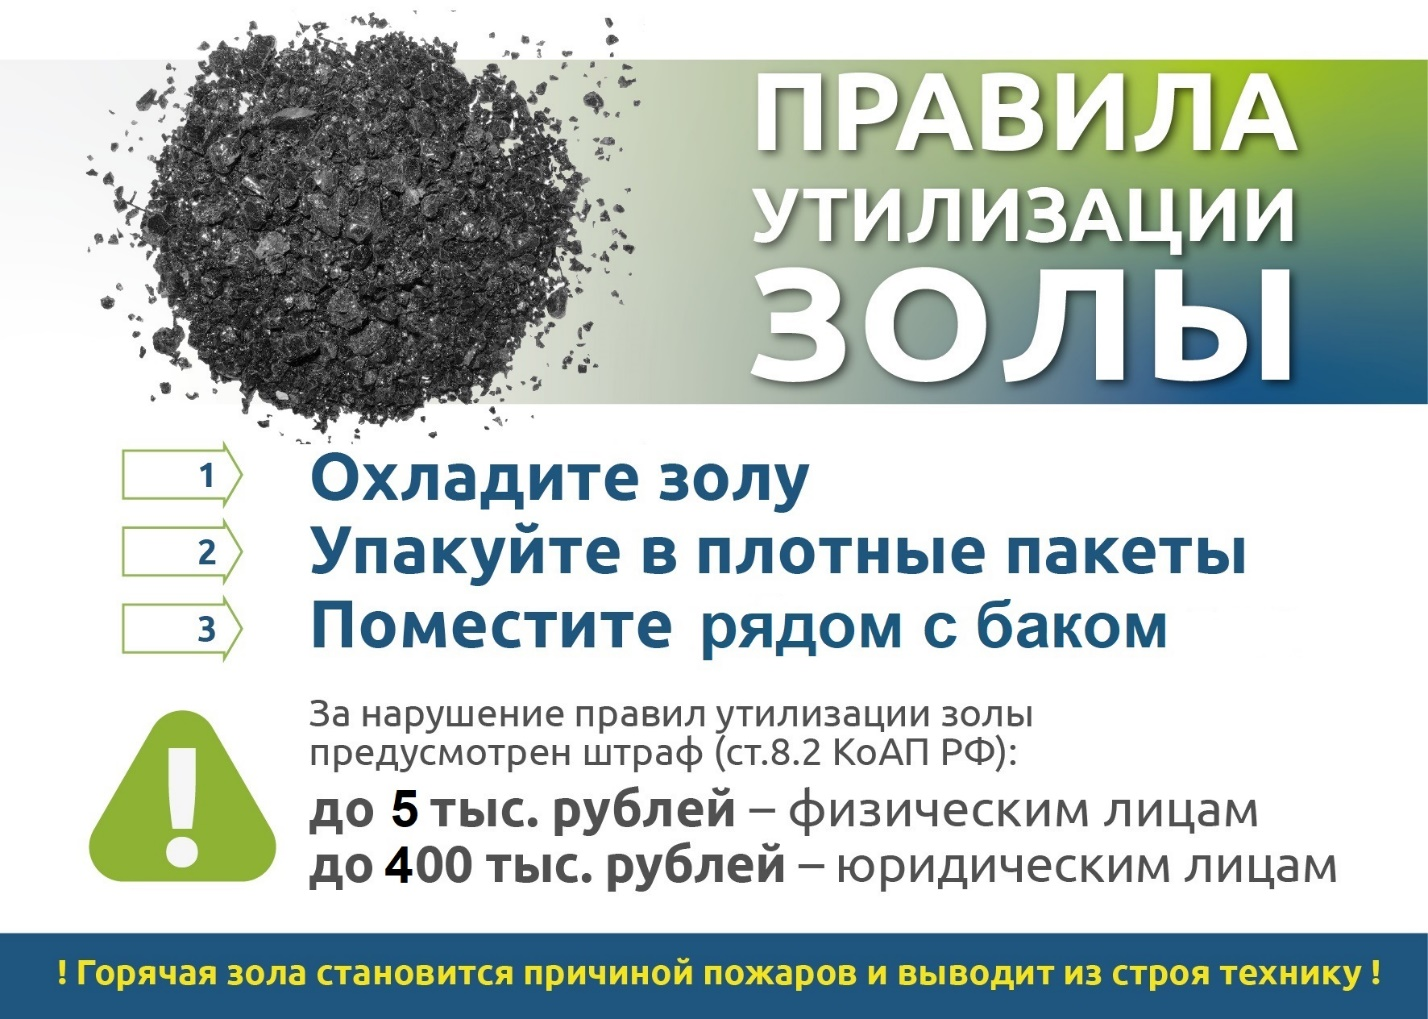 ПРАВИЛА
УТИЛИЗАЦИИ
ЗОЛЫ
1 Охладите золу
2 Упакуйте в плотные пакеты
3 Поместите рядом с баком
За нарушение правил утилизации золы
предусмотрен штраф (ст.8.2 КоАП РФ):
до 5 тыс. рублей – физическим лицам
до 400 тыс. рублей – юридическим лицам
! Горячая зола становится причиной пожаров и выводит из строя технику !